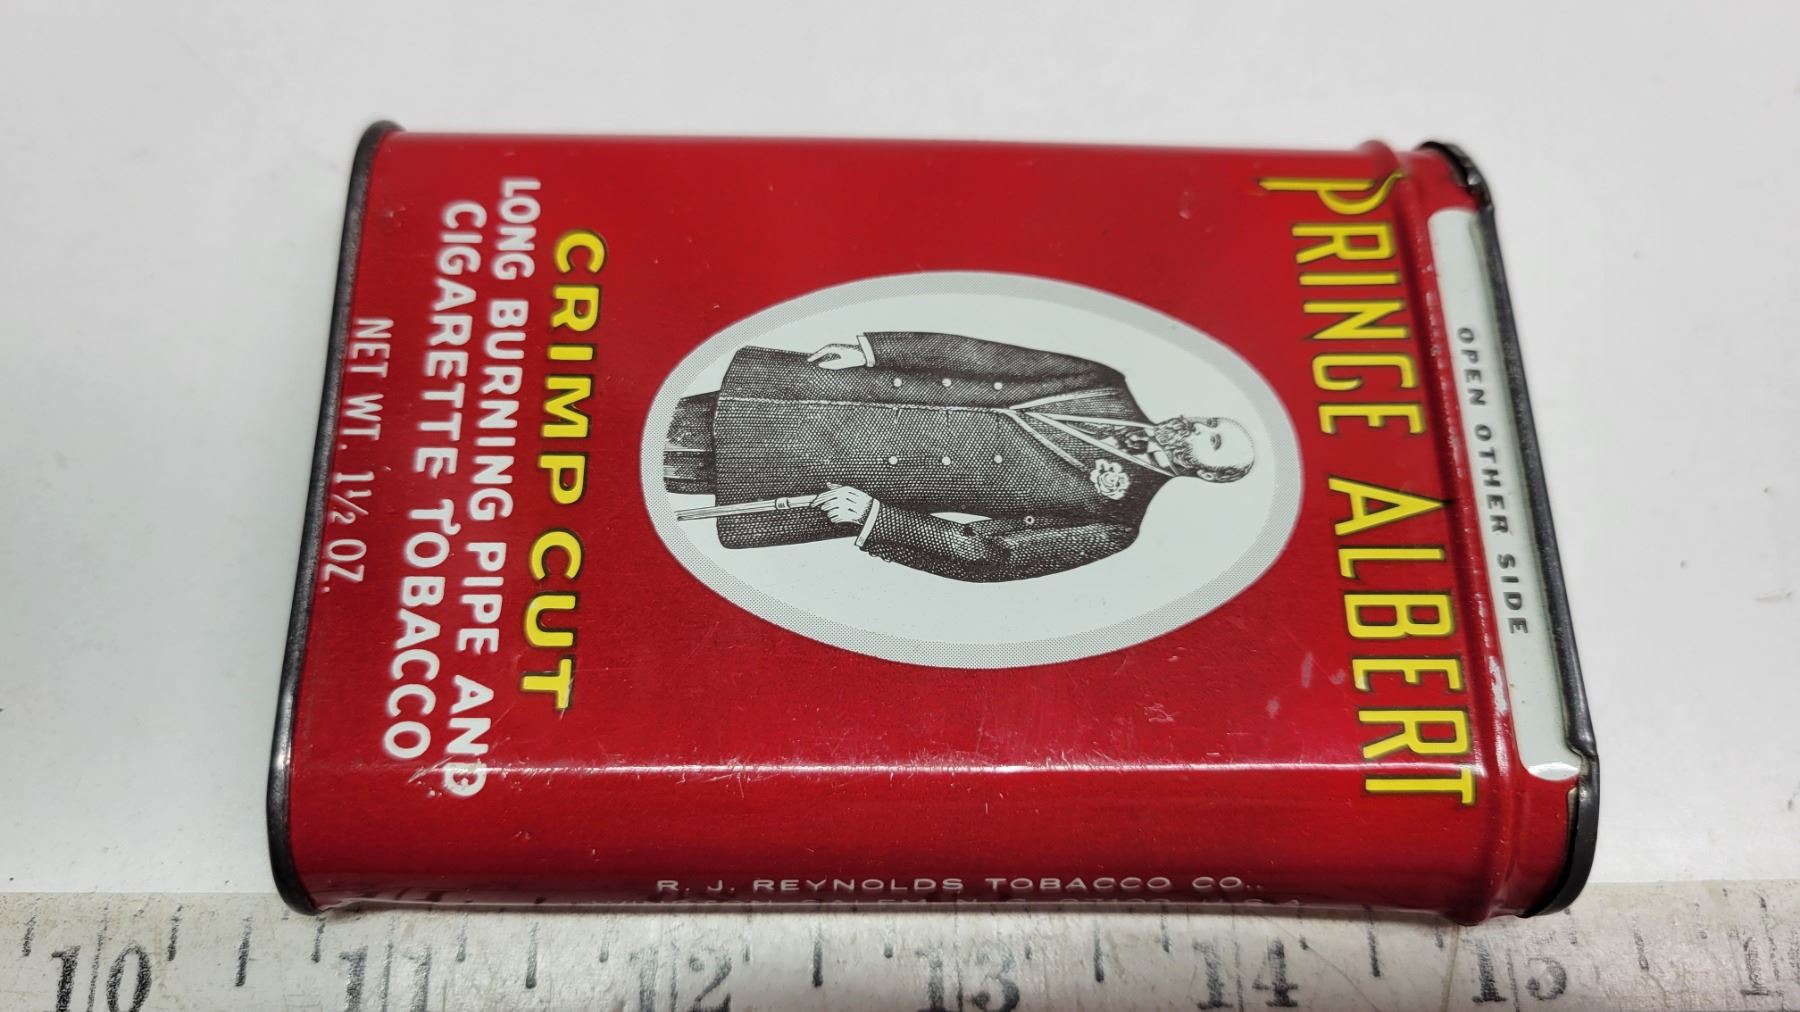 OPEN OTHER SIDE
PRINCE ALBERT
CRIMP CUT
LONG BURNING PIPE AND
CIGARETTE TOBACCO
NET WT. 1½ OZ.
R. J. REYNOLDS TOBACCO CO.,
10 11 12 13 14 15